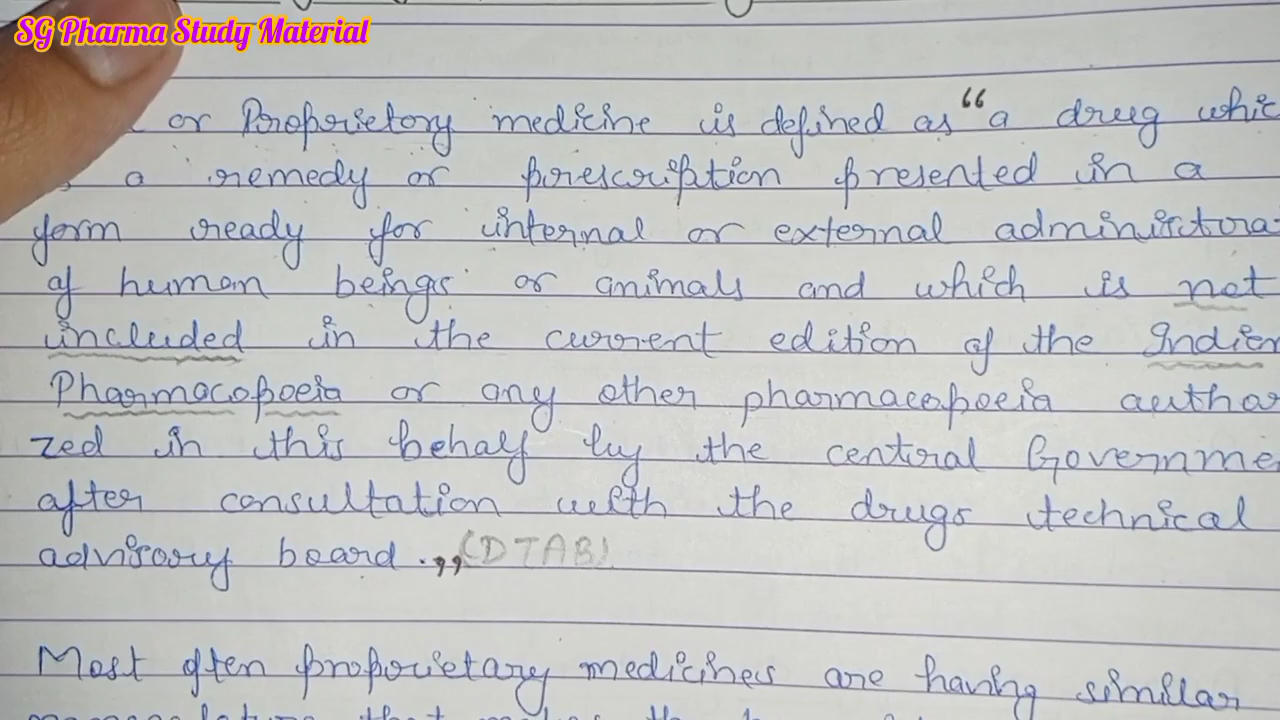 SG Pharma Study Material
or Proprietory medicine is defined as “a drug whic
a remedy or prescription presented in a
form ready for internal or external adminisitora
of human beings or animals and which is not
included in the current edition of the Indian
Pharmacopoeia or any other pharmacopoeia autho
zed in this behalf by the central Governme
after consultation with the drugs technical
advisory board.,, (DTAB)
Most often proprietary medicines are having similar